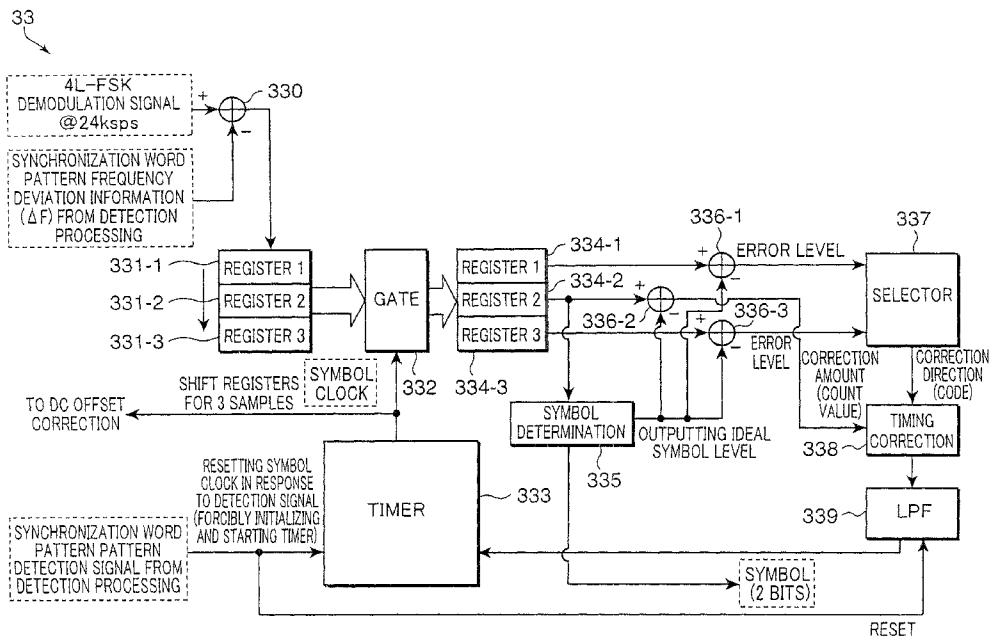 33
4L-FSK
DEMODULATION SIGNAL
@24ksps
+
330
−
SYNCHRONIZATION WORD
PATTERN FREQUENCY
DEVIATION INFORMATION
(ΔF) FROM DETECTION
PROCESSING
331-1
REGISTER 1
331-2
REGISTER 2
331-3
REGISTER 3
SHIFT REGISTERS
FOR 3 SAMPLES
GATE
332
SYMBOL
CLOCK
TO DC OFFSET
CORRECTION
334-1
REGISTER 1
334-2
REGISTER 2
REGISTER 3
334-3
336-1
+
−
ERROR LEVEL
+
336-2
−
+
336-3
−
ERROR
LEVEL
337
SELECTOR
CORRECTION
AMOUNT
(COUNT
VALUE)
CORRECTION
DIRECTION
(CODE)
SYMBOL
DETERMINATION
335
OUTPUTTING IDEAL
SYMBOL LEVEL
TIMING
CORRECTION
338
339
LPF
RESETTING SYMBOL
CLOCK IN RESPONSE
TO DETECTION SIGNAL
(FORCIBLY INITIALIZING
AND STARTING TIMER)
TIMER
333
SYNCHRONIZATION WORD
PATTERN PATTERN
DETECTION SIGNAL FROM
DETECTION PROCESSING
SYMBOL
(2 BITS)
RESET